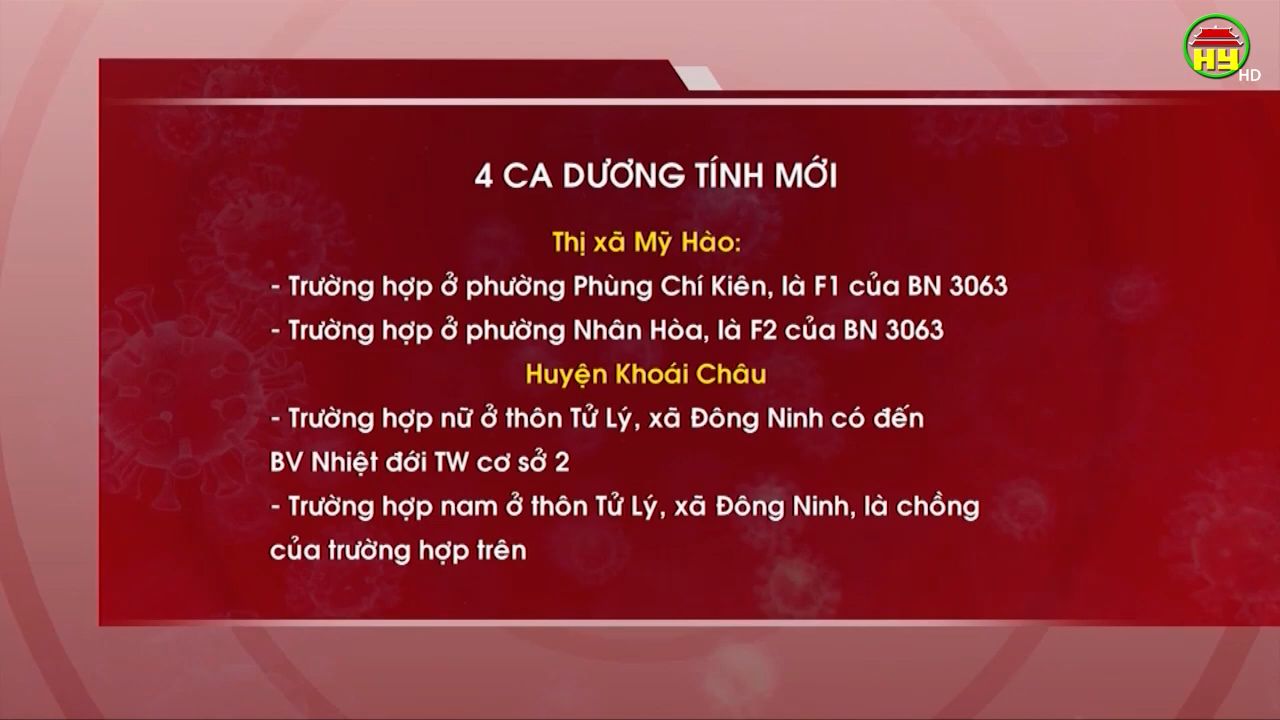 HY
HD
4 CA DƯƠNG TÍNH MỚI
Thị xã Mỹ Hào:
- Trường hợp ở phường Phùng Chí Kiên, là F1 của BN 3063
- Trường hợp ở phường Nhân Hòa, là F2 của BN 3063
Huyện Khoái Châu
- Trường hợp nữ ở thôn Tử Lý, xã Đông Ninh có đến
BV Nhiệt đới TW cơ sở 2
- Trường hợp nam ở thôn Tử Lý, xã Đông Ninh, là chồng
của trường hợp trên